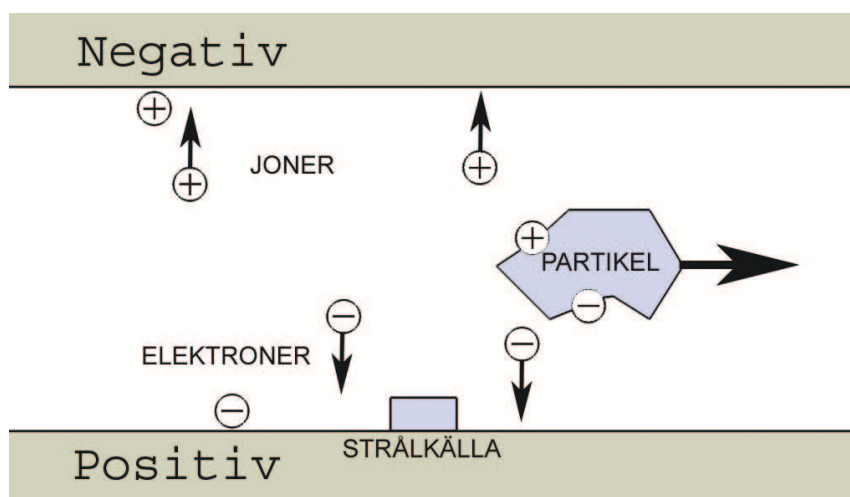 Negativ
JONER
PARTIKEL
ELEKTRONER
STRÅLKÄLLA
Positiv